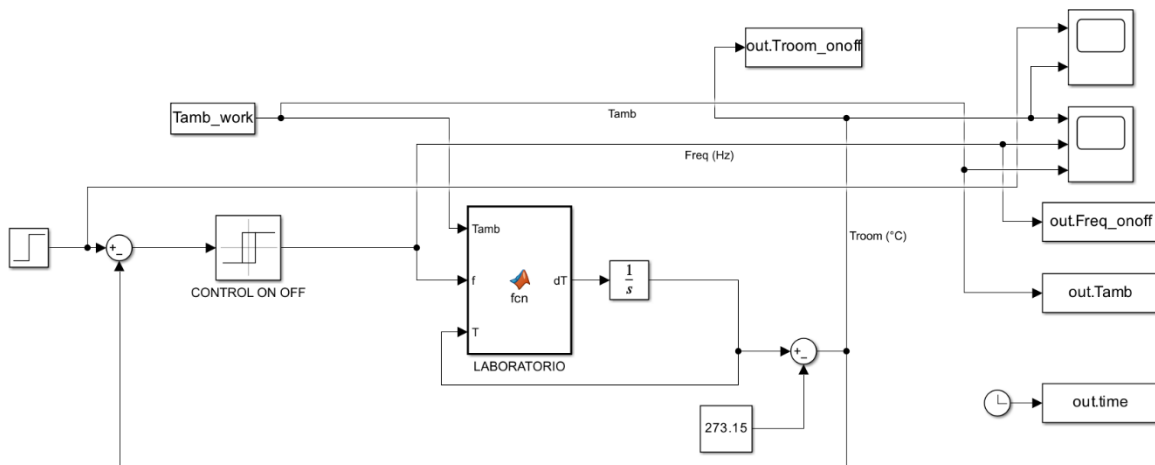 out.Troom_onoff
Tamb_work
Tamb
Freq (Hz)
out.Freq_onoff
Troom (°C)
+
−
CONTROL ON OFF
Tamb
f
T
fcn
dT
LABORATORIO
1
s
out.Tamb
+
−
273.15
out.time